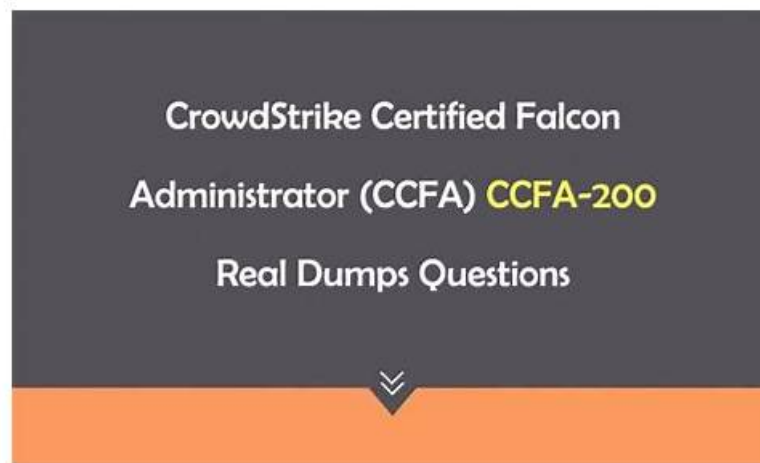 CrowdStrike Certified Falcon
Administrator (CCFA) CCFA-200
Real Dumps Questions